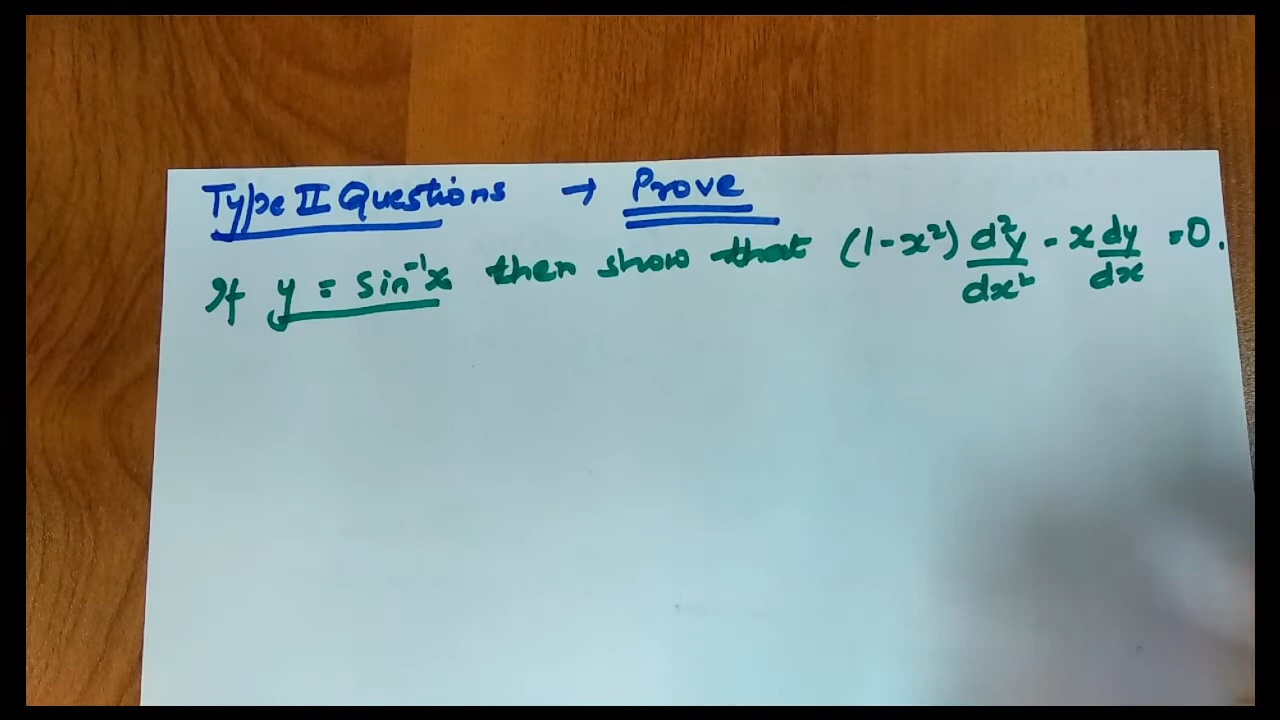 Type II Questions → Prove
If y = sin⁻¹x then show that (1-x²) d²y/dx² - x dy/dx = 0.